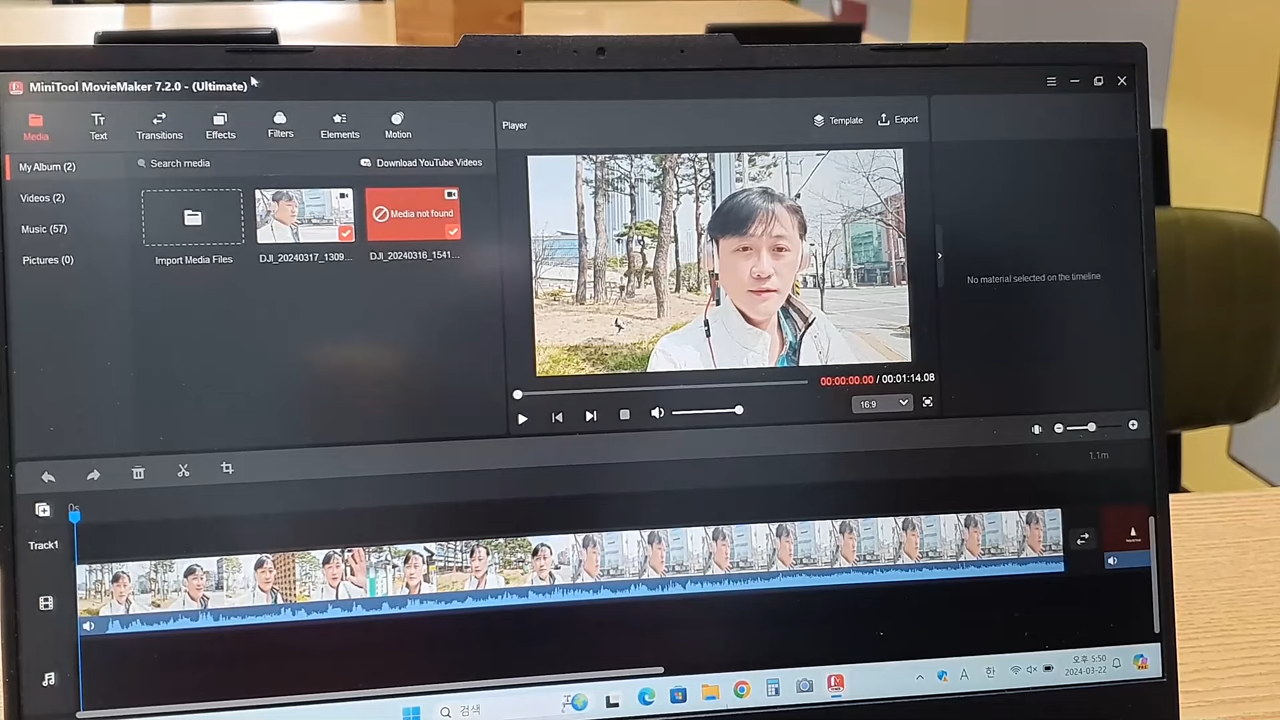 MiniTool MovieMaker 7.2.0 - (Ultimate)
Media
Text
Transitions
Effects
Filters
Elements
Motion
Player
Template
Export
My Album (2)
Search media
Download YouTube Videos
Videos (2)
Music (57)
Pictures (0)
Import Media Files
Media not found
DJI_20240317_1309...
DJI_20240316_1541...
No material selected on the timeline
00:00:00.00 / 00:01:14.08
16:9
0s
1.1m
Track1
검색
A
한
오후 5:50
2024-03-22